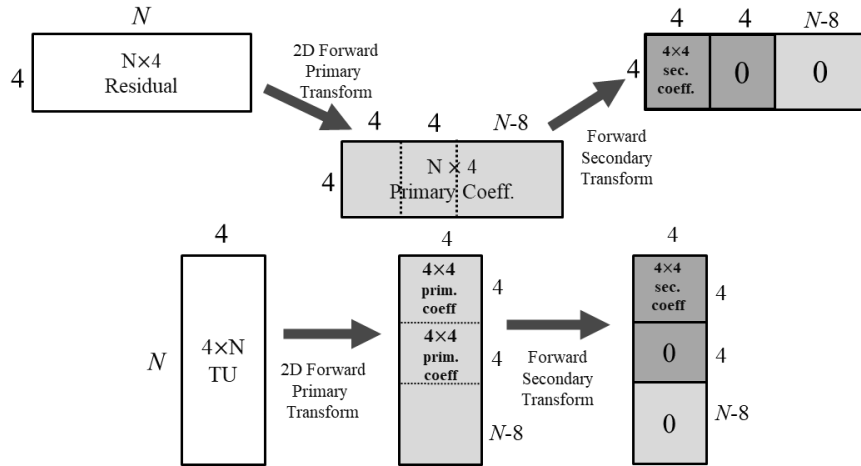 N
4
N×4
Residual
2D Forward
Primary
Transform
4
4
N-8
4
N × 4
Primary Coeff.
Forward
Secondary
Transform
4
4
N-8
4
4×4
sec.
coeff.
0
0
4
N
4×N
TU
2D Forward
Primary
Transform
4
4×4
prim.
coeff
4
4×4
prim.
coeff
4
N-8
Forward
Secondary
Transform
4
4×4
sec.
coeff
4
0
4
0
N-8